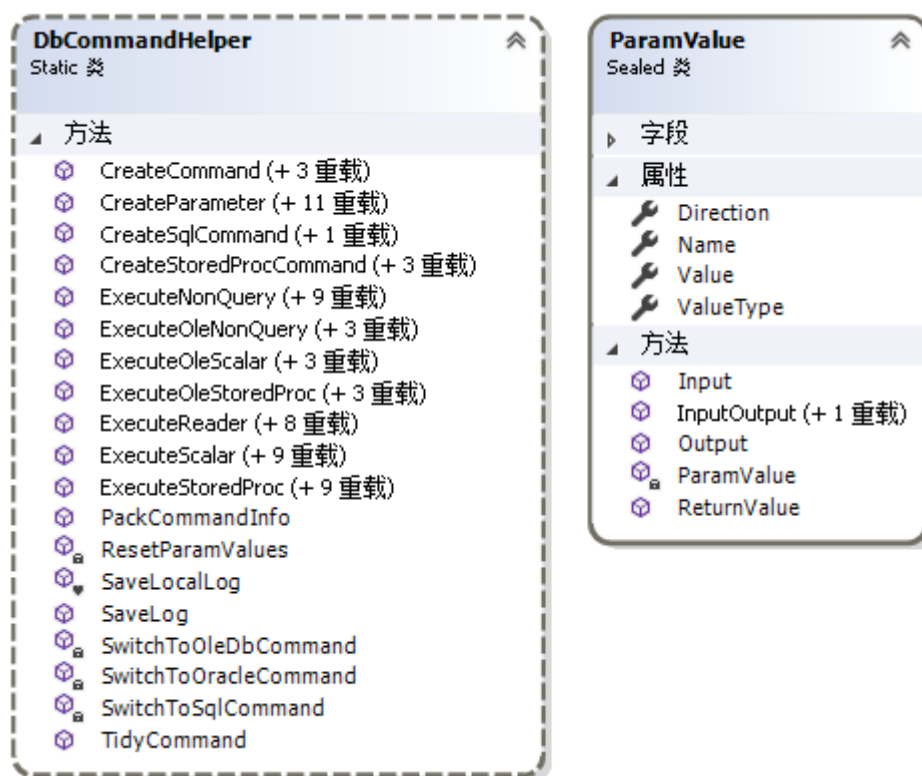 DbCommandHelper
Static 类
方法
CreateCommand (+ 3 重载)
CreateParameter (+ 11 重载)
CreateSqlCommand (+ 1 重载)
CreateStoredProcCommand (+ 3 重载)
ExecuteNonQuery (+ 9 重载)
ExecuteOleNonQuery (+ 3 重载)
ExecuteOleScalar (+ 3 重载)
ExecuteOleStoredProc (+ 3 重载)
ExecuteReader (+ 8 重载)
ExecuteScalar (+ 9 重载)
ExecuteStoredProc (+ 9 重载)
PackCommandInfo
ResetParamValues
SaveLocalLog
SaveLog
SwitchToOleDbCommand
SwitchToOracleCommand
SwitchToSqlCommand
TidyCommand
ParamValue
Sealed 类
字段
属性
Direction
Name
Value
ValueType
方法
Input
InputOutput (+ 1 重载)
Output
ParamValue
ReturnValue